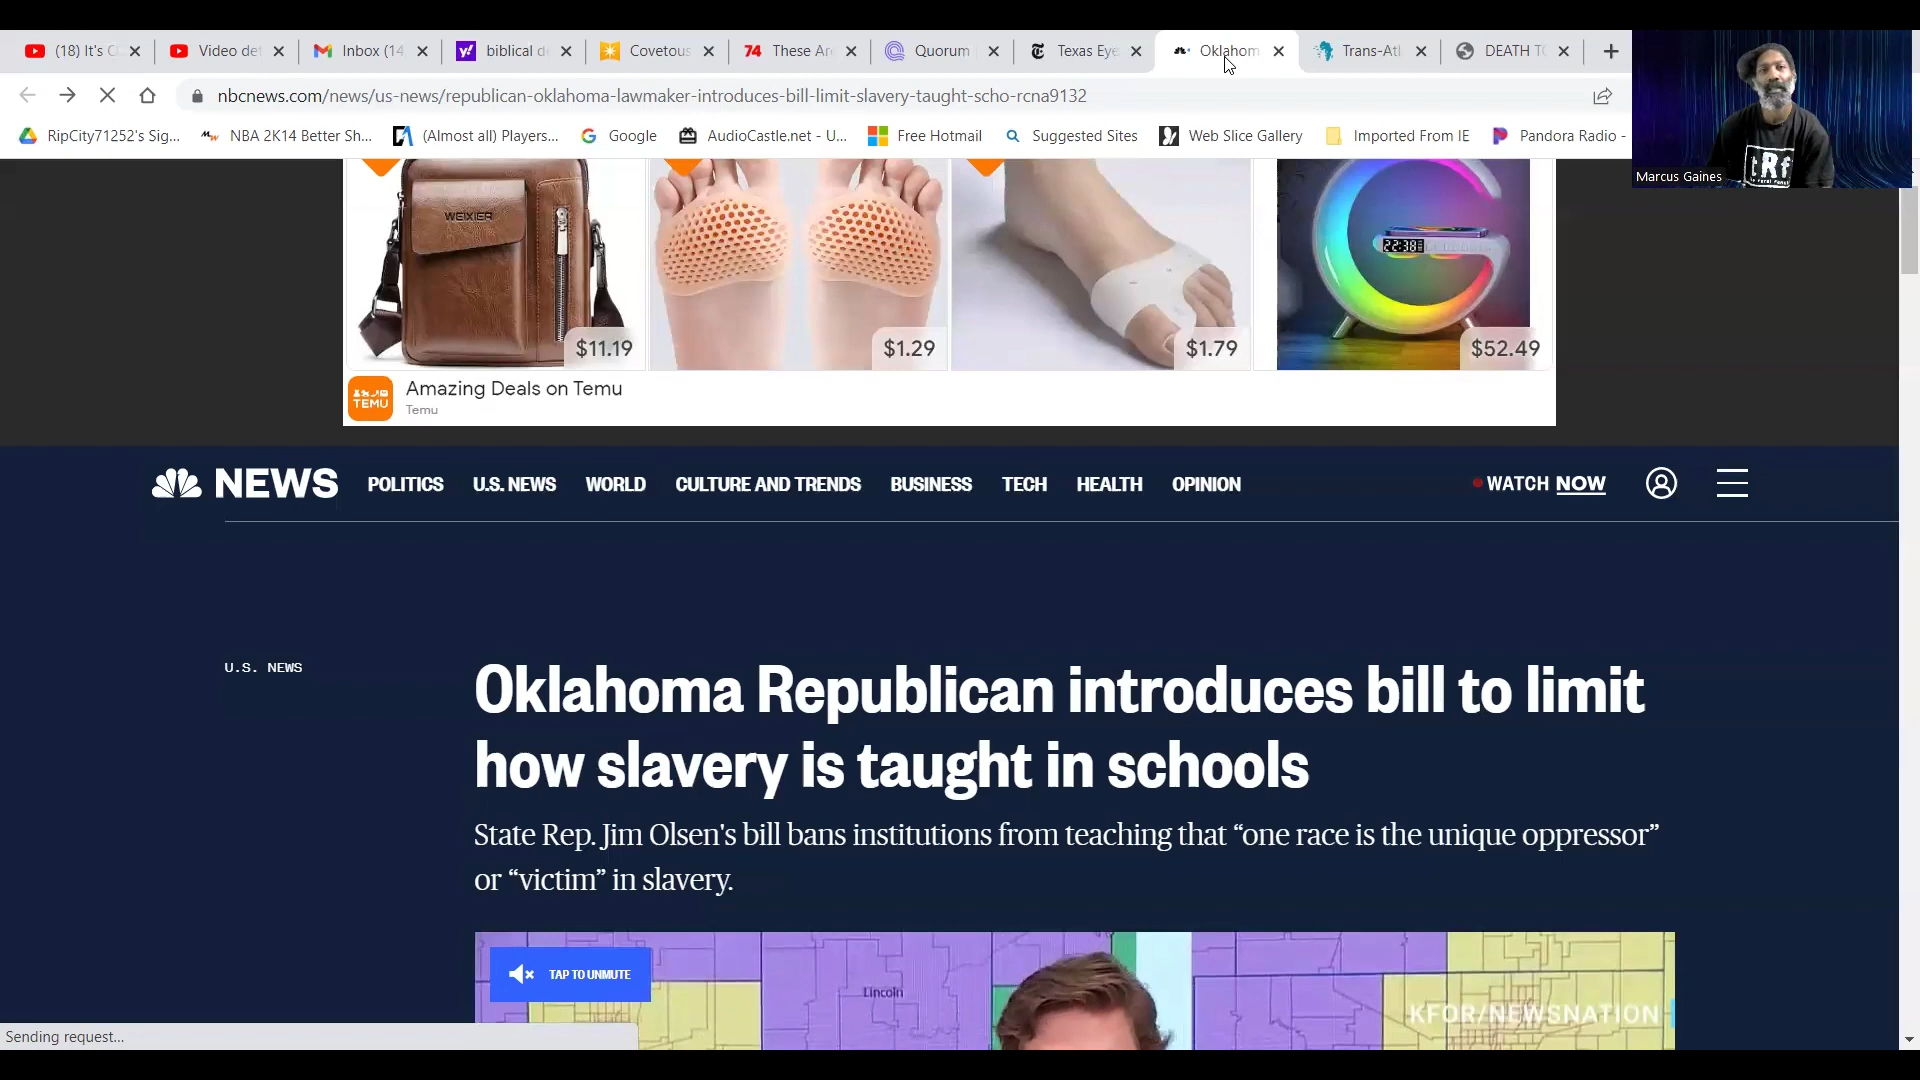 (18) It's C
Video det
Inbox (14
biblical d
Covetous
74 These Ar
Quorum
Texas Eye
Oklahom
Trans-Atl
DEATH T
nbcnews.com/news/us-news/republican-oklahoma-lawmaker-introduces-bill-limit-slavery-taught-scho-rcna9132
RipCity71252's Sig...
NBA 2K14 Better Sh...
(Almost all) Players...
Google
AudioCastle.net - U...
Free Hotmail
Suggested Sites
Web Slice Gallery
Imported From IE
Pandora Radio -
tRf
Marcus Gaines
WEIXIER
22:38
$11.19
$1.29
$1.79
$52.49
TEMU
Amazing Deals on Temu
Temu
NEWS
POLITICS
U.S. NEWS
WORLD
CULTURE AND TRENDS
BUSINESS
TECH
HEALTH
OPINION
WATCH NOW
U.S. NEWS
Oklahoma Republican introduces bill to limit
how slavery is taught in schools
State Rep. Jim Olsen's bill bans institutions from teaching that “one race is the unique oppressor”
or “victim” in slavery.
TAP TO UNMUTE
Lincoln
KFOR/NEWSNATION
Sending request...